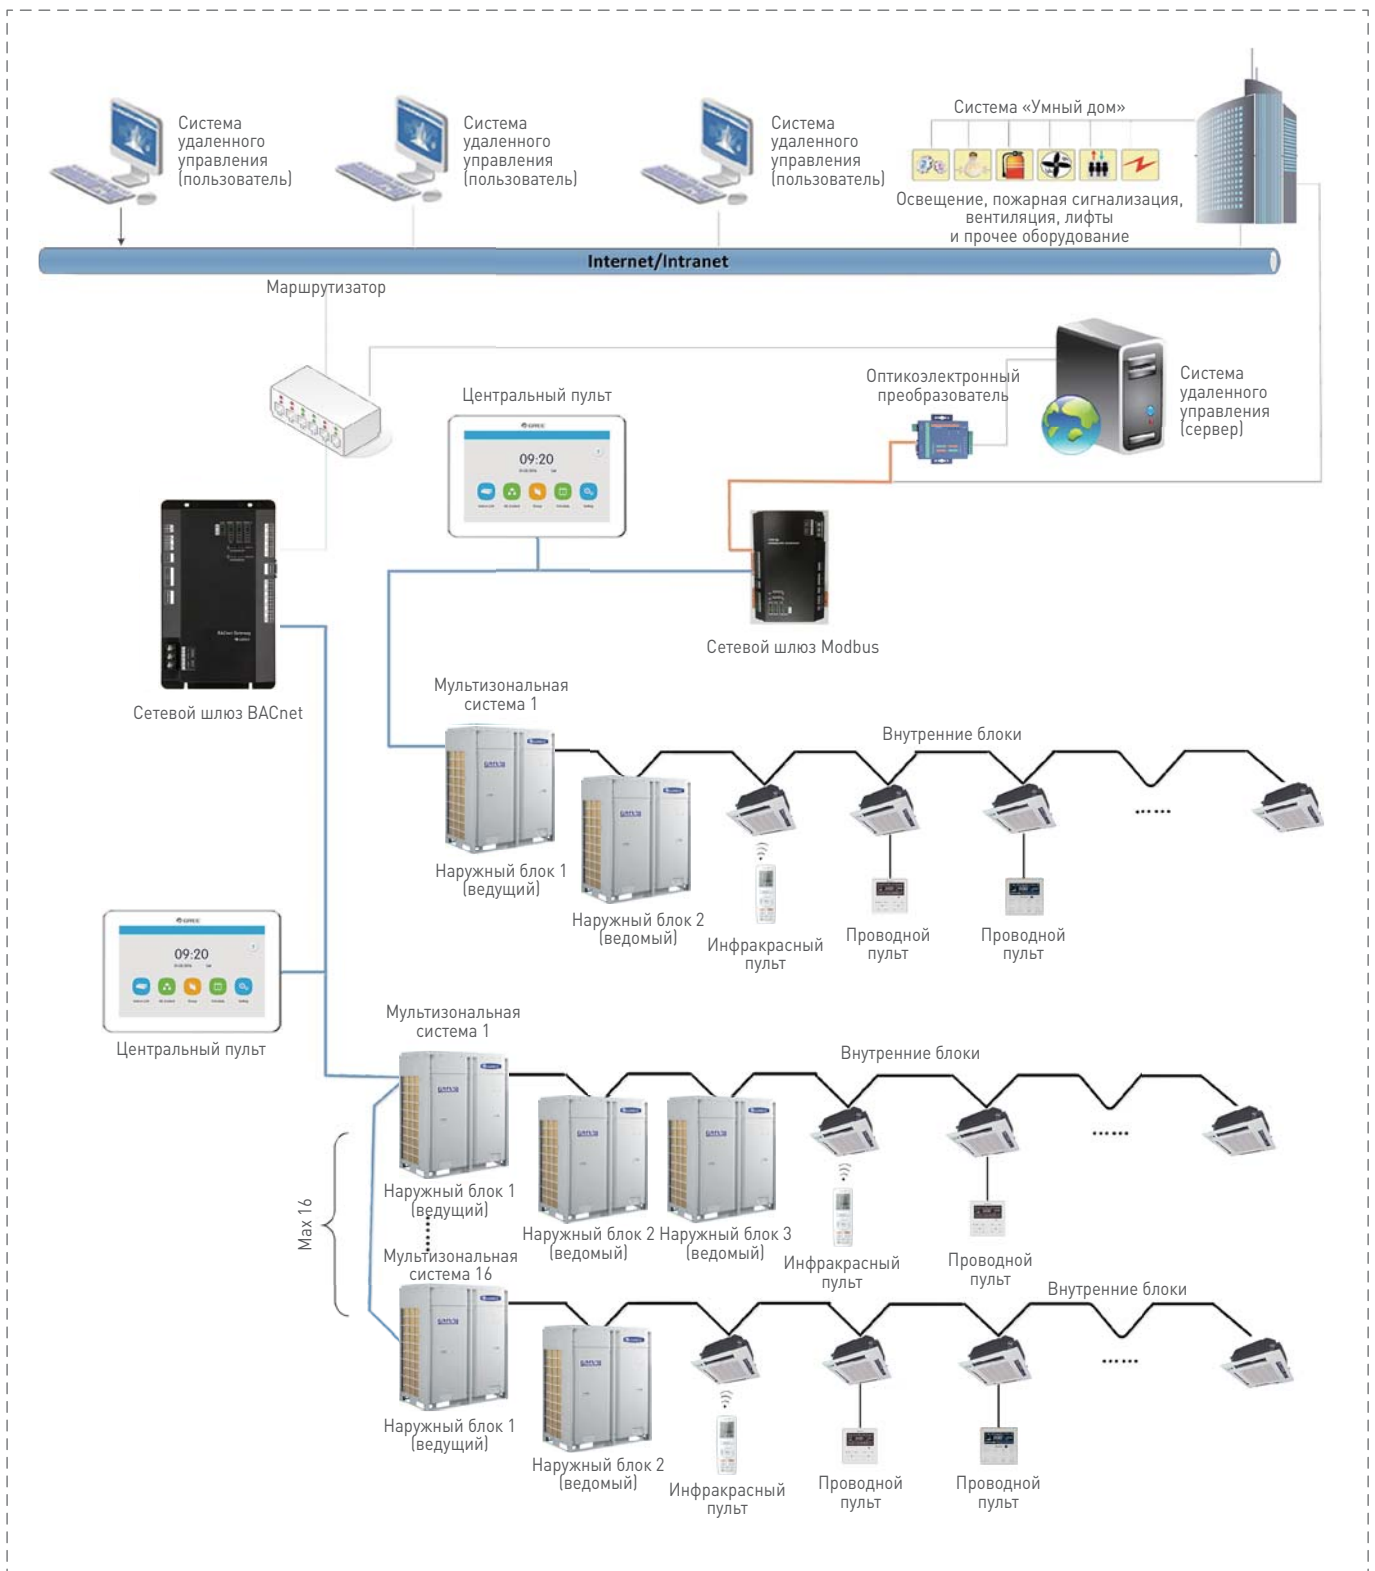 Система
удаленного
управления
(пользователь)
Система
удаленного
управления
(пользователь)
Система
удаленного
управления
(пользователь)
Система «Умный дом»
Освещение, пожарная сигнализация,
вентиляция, лифты
и прочее оборудование
Internet/Intranet
Маршрутизатор
Оптикоэлектронный
преобразователь
Система
удаленного
управления
(сервер)
Центральный пульт
GREE
09:20
Сетевой шлюз Modbus
BACnet Gateway
Сетевой шлюз BACnet
Мультизональная
система 1
Внутренние блоки
......
Наружный блок 1
(ведущий)
Наружный блок 2
(ведомый)
Инфракрасный
пульт
Проводной
пульт
Проводной
пульт
GREE
09:20
Центральный пульт
Мультизональная
система 1
Внутренние блоки
......
Max 16
Наружный блок 1
(ведущий)
Наружный блок 2
(ведомый)
Наружный блок 3
(ведомый)
Инфракрасный
пульт
Проводной
пульт
Мультизональная
система 16
Внутренние блоки
......
Наружный блок 1
(ведущий)
Наружный блок 2
(ведомый)
Инфракрасный
пульт
Проводной
пульт
Проводной
пульт